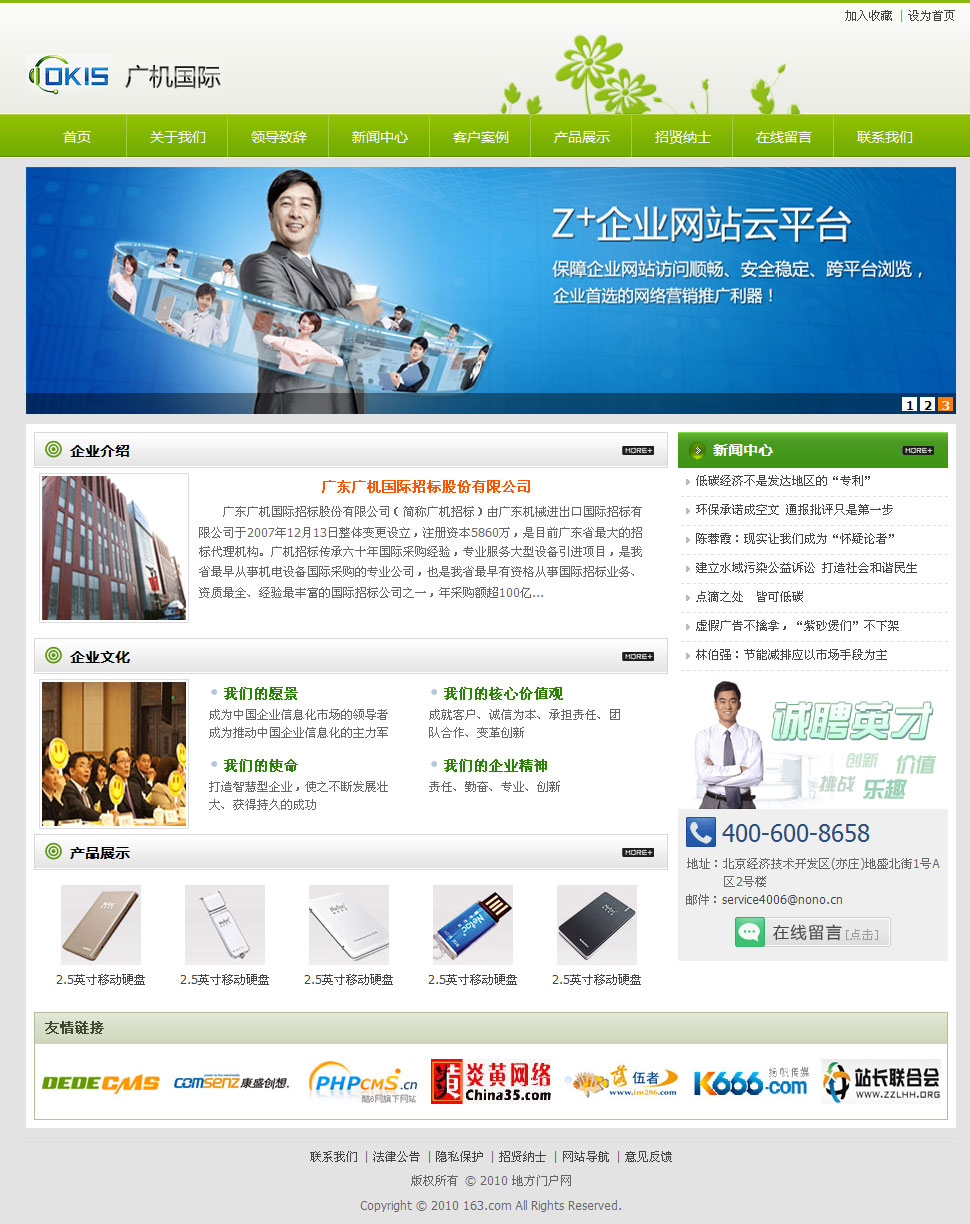 加入收藏 | 设为首页
OKIS 广机国际
首页 关于我们 领导致辞 新闻中心 客户案例 产品展示 招贤纳士 在线留言 联系我们
Z+企业网站云平台
保障企业网站访问顺畅、安全稳定、跨平台浏览，
企业首选的网络营销推广利器！
1 2 3
企业介绍 MORE+
广东广机国际招标股份有限公司
广东广机国际招标股份有限公司（简称广机招标）由广东机械进出口国际招标有
限公司于2007年12月13日整体变更设立，注册资本5860万，是目前广东省最大的招
标代理机构。广机招标传承六十年国际采购经验，专业服务大型设备引进项目，是我
省最早从事机电设备国际采购的专业公司，也是我省最早有资格从事国际招标业务、
资质最全、经验最丰富的国际招标公司之一，年采购额超100亿...
企业文化 MORE+
我们的愿景
成为中国企业信息化市场的领导者
成为推动中国企业信息化的主力军
我们的核心价值观
成就客户、诚信为本、承担责任、团
队合作、变革创新
我们的使命
打造智慧型企业，使之不断发展壮
大、获得持久的成功
我们的企业精神
责任、勤奋、专业、创新
产品展示 MORE+
2.5英寸移动硬盘 2.5英寸移动硬盘 2.5英寸移动硬盘 2.5英寸移动硬盘 2.5英寸移动硬盘
新闻中心 MORE+
低碳经济不是发达地区的“专利”
环保承诺成空文 通报批评只是第一步
陈蓉霞：现实让我们成为“怀疑论者”
建立水域污染公益诉讼 打造社会和谐民生
点滴之处 皆可低碳
虚假广告不擒拿，“紫砂煲们”不下架
林伯强：节能减排应以市场手段为主
诚聘英才
创新 价值
挑战 乐趣
400-600-8658
地址：北京经济技术开发区(亦庄)地盛北街1号A
区2号楼
邮件：service4006@nono.cn
在线留言[点击]
友情链接
DEDECMS
COMSENZ 康盛创想.
PHPCMS.cn
酷6网旗下网站
炎黄网络
China35.com
落伍者
www.im286.com
扬帆传媒
K666.com
站长联合会
WWW.ZZLHH.ORG
联系我们 | 法律公告 | 隐私保护 | 招贤纳士 | 网站导航 | 意见反馈
版权所有 © 2010 地方门户网
Copyright © 2010 163.com All Rights Reserved.